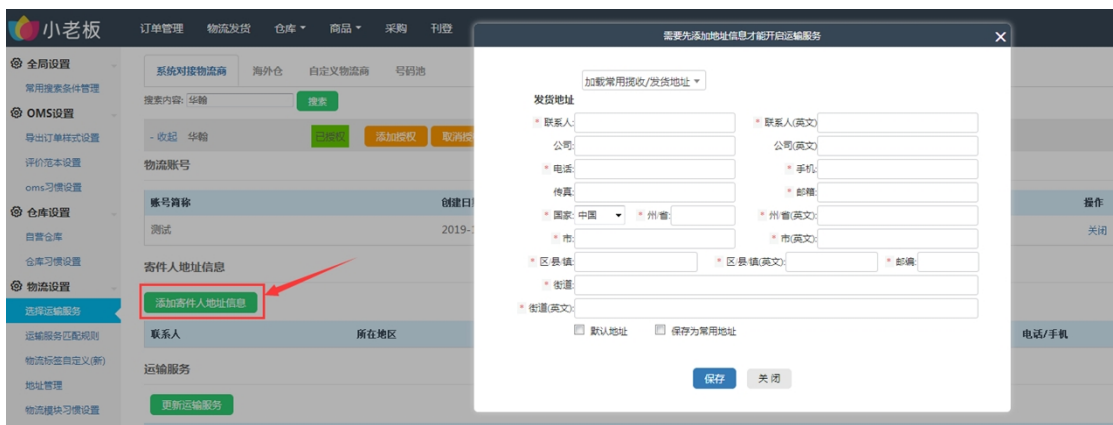 小老板
订单管理 物流发货 仓库 商品 采购 刊登
全局设置
常用搜索条件管理
OMS设置
导出订单样式设置
评价范本设置
oms习惯设置
仓库设置
自营仓库
仓库习惯设置
物流设置
选择运输服务
运输服务匹配规则
物流标签自定义(新)
地址管理
物流模块习惯设置
系统对接物流商 海外仓 自定义物流商 号码池
搜索内容: 华翰 搜索
- 收起 华翰 已授权 添加授权 取消授
物流账号
账号简称 创建日
测试 2019-
操作
关闭
寄件人地址信息
添加寄件人地址信息
联系人 所在地区 电话/手机
运输服务
更新运输服务
需要先添加地址信息才能开启运输服务
加载常用揽收/发货地址
发货地址
* 联系人: * 联系人(英文)
公司: 公司(英文)
* 电话: * 手机:
传真: * 邮箱:
* 国家: 中国 * 州/省: * 州/省(英文):
* 市: * 市(英文):
* 区/县/镇: * 区/县/镇(英文): * 邮编:
* 街道:
* 街道(英文):
默认地址 保存为常用地址
保存 关闭